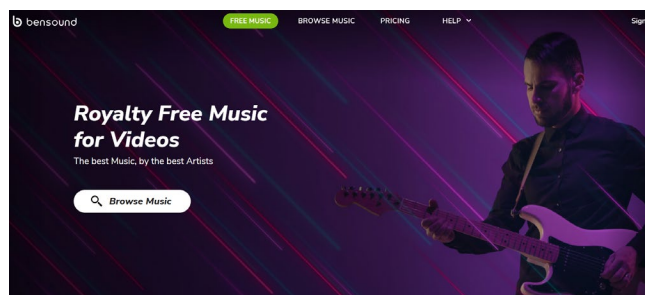 bensound
FREE MUSIC
BROWSE MUSIC
PRICING
HELP
Sign
Royalty Free Music
for Videos
The best Music, by the best Artists
Browse Music